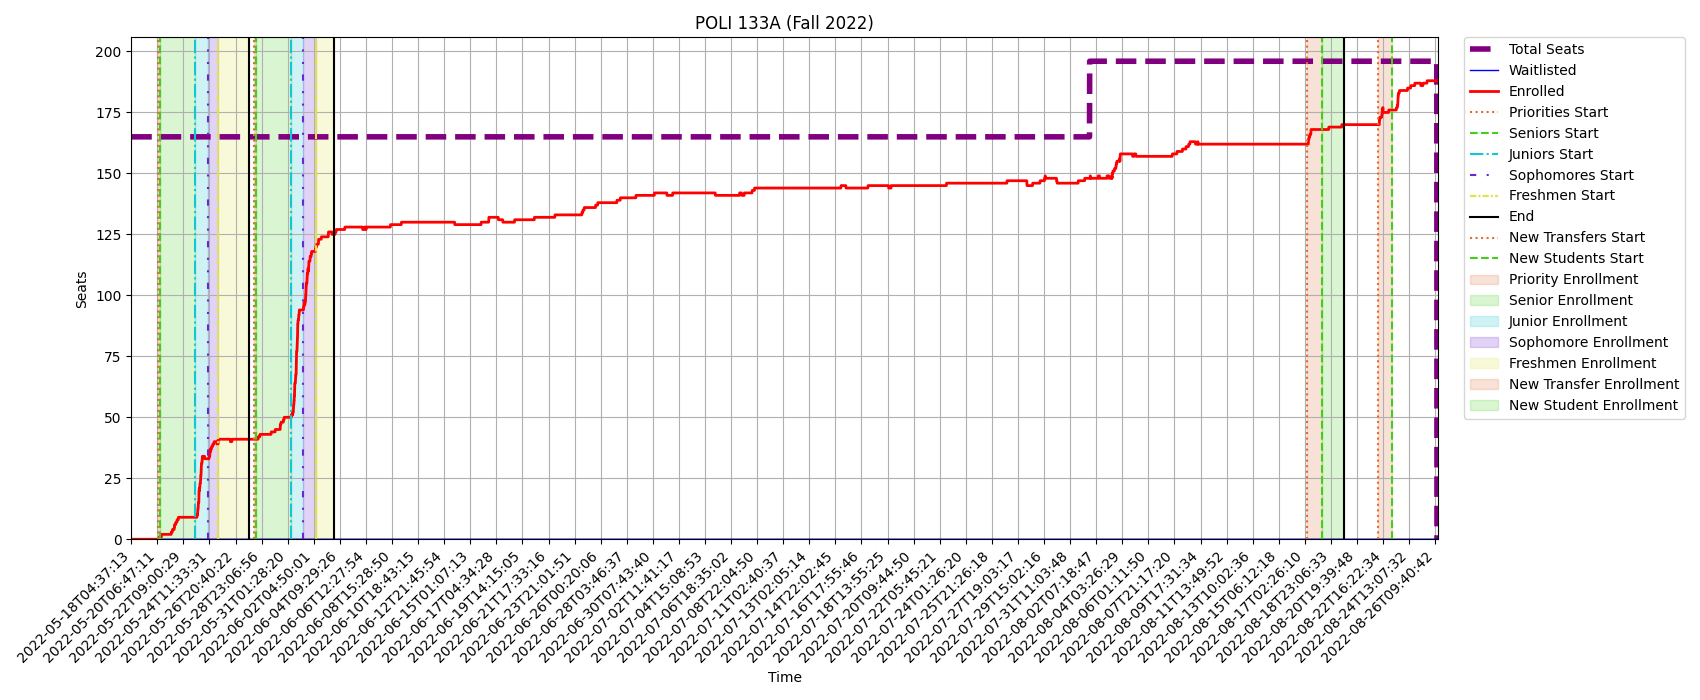 POLI 133A (Fall 2022)
Seats
200
175
150
125
100
75
50
25
0
2022-05-18T04:37:13
2022-05-20T06:47:11
2022-05-22T09:00:29
2022-05-24T11:33:31
2022-05-26T20:40:22
2022-05-28T23:06:56
2022-05-31T01:28:20
2022-06-02T04:50:01
2022-06-04T09:29:26
2022-06-06T12:27:54
2022-06-08T15:28:50
2022-06-10T18:43:15
2022-06-12T21:45:54
2022-06-15T01:07:13
2022-06-17T04:34:28
2022-06-19T14:15:05
2022-06-21T17:33:16
2022-06-23T21:01:51
2022-06-26T00:20:06
2022-06-28T03:46:37
2022-06-30T07:43:40
2022-07-02T11:41:17
2022-07-04T15:08:53
2022-07-06T18:35:02
2022-07-08T22:04:50
2022-07-11T02:40:37
2022-07-13T02:05:14
2022-07-14T22:02:45
2022-07-16T17:55:46
2022-07-18T13:55:25
2022-07-20T09:44:50
2022-07-22T05:45:21
2022-07-24T01:26:20
2022-07-25T21:26:18
2022-07-27T19:03:17
2022-07-29T15:02:16
2022-07-31T11:03:48
2022-08-02T07:18:47
2022-08-04T03:26:29
2022-08-06T01:11:50
2022-08-07T21:17:20
2022-08-09T17:31:34
2022-08-11T13:49:52
2022-08-13T10:02:36
2022-08-15T06:12:18
2022-08-17T02:26:10
2022-08-18T23:06:33
2022-08-20T19:39:48
2022-08-22T16:22:34
2022-08-24T13:07:32
2022-08-26T09:40:42
Time
Total Seats
Waitlisted
Enrolled
Priorities Start
Seniors Start
Juniors Start
Sophomores Start
Freshmen Start
End
New Transfers Start
New Students Start
Priority Enrollment
Senior Enrollment
Junior Enrollment
Sophomore Enrollment
Freshmen Enrollment
New Transfer Enrollment
New Student Enrollment